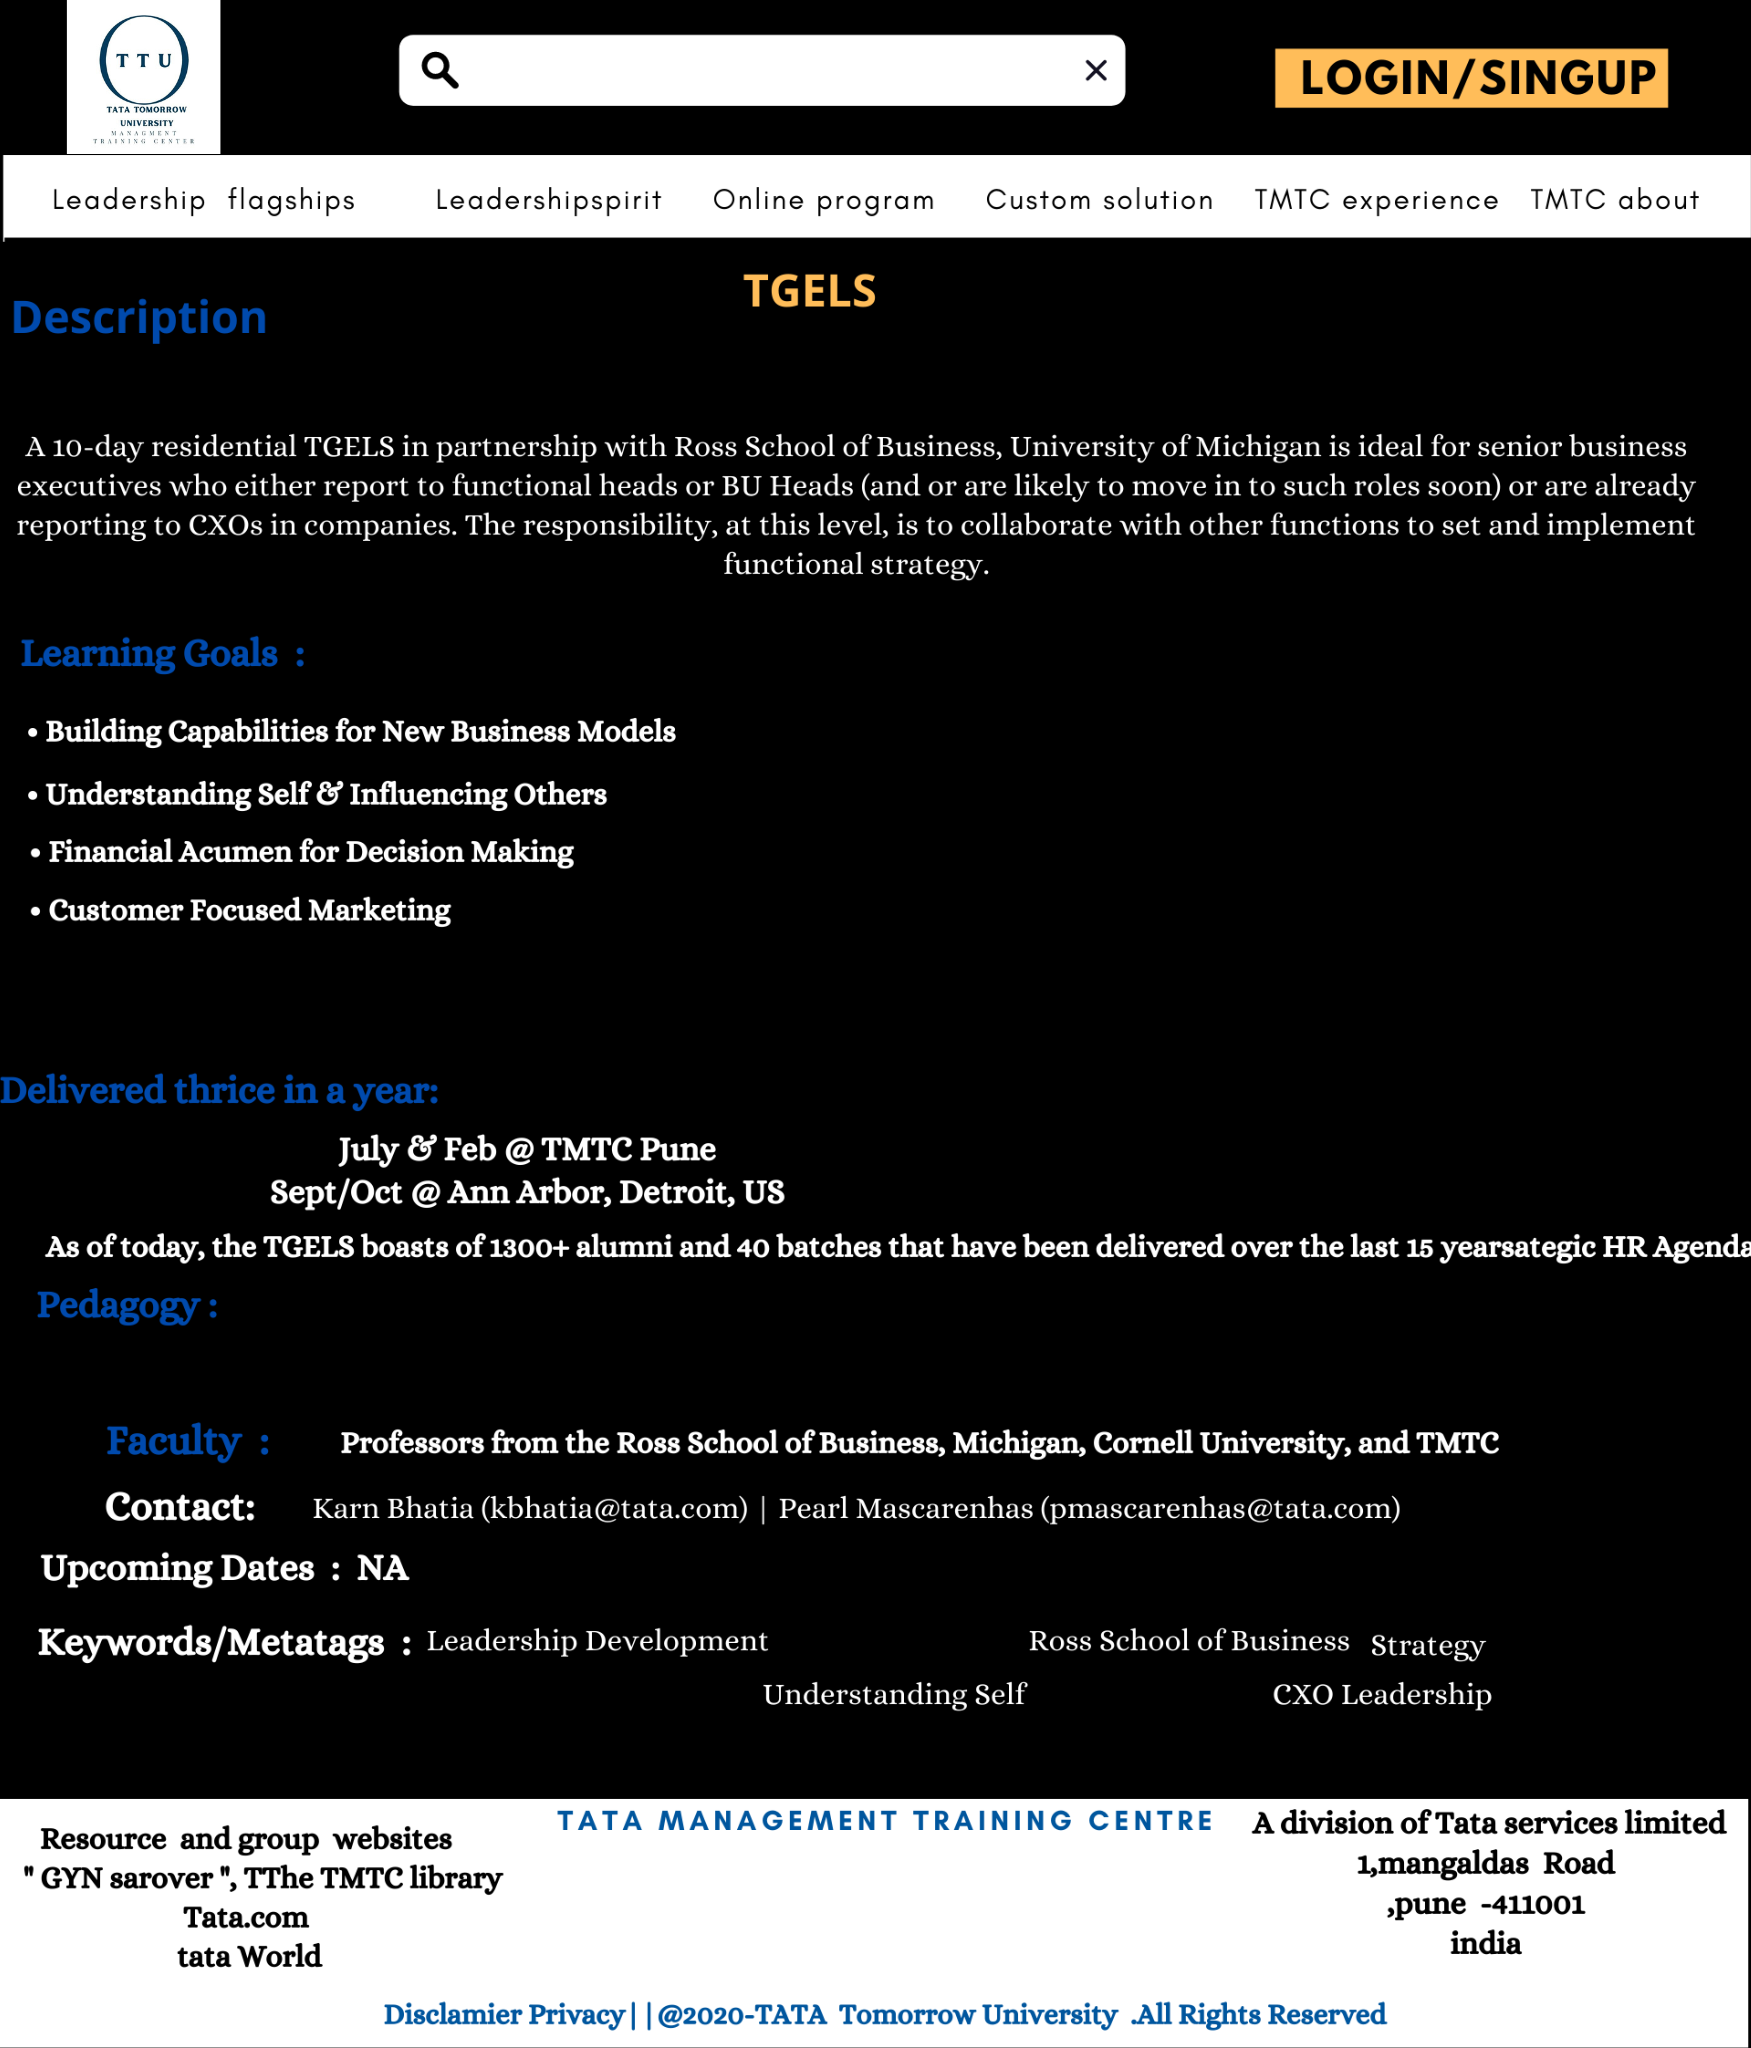 T T U
TATA TOMORROW
UNIVERSITY
MANAGMENT
TRAINING CENTER
LOGIN/SINGUP
Leadership flagships Leadershipspirit Online program Custom solution TMTC experience TMTC about
TGELS
Description
A 10-day residential TGELS in partnership with Ross School of Business, University of Michigan is ideal for senior business
executives who either report to functional heads or BU Heads (and or are likely to move in to such roles soon) or are already
reporting to CXOs in companies. The responsibility, at this level, is to collaborate with other functions to set and implement
functional strategy.
Learning Goals :
• Building Capabilities for New Business Models
• Understanding Self & Influencing Others
• Financial Acumen for Decision Making
• Customer Focused Marketing
Delivered thrice in a year:
July & Feb @ TMTC Pune
Sept/Oct @ Ann Arbor, Detroit, US
As of today, the TGELS boasts of 1300+ alumni and 40 batches that have been delivered over the last 15 yearsategic HR Agenda
Pedagogy :
Faculty : Professors from the Ross School of Business, Michigan, Cornell University, and TMTC
Contact: Karn Bhatia (kbhatia@tata.com) | Pearl Mascarenhas (pmascarenhas@tata.com)
Upcoming Dates : NA
Keywords/Metatags : Leadership Development Ross School of Business Strategy
Understanding Self CXO Leadership
TATA MANAGEMENT TRAINING CENTRE
Resource and group websites
" GYN sarover ", TThe TMTC library
Tata.com
tata World
A division of Tata services limited
1,mangaldas Road
,pune -411001
india
Disclamier Privacy||@2020-TATA Tomorrow University .All Rights Reserved